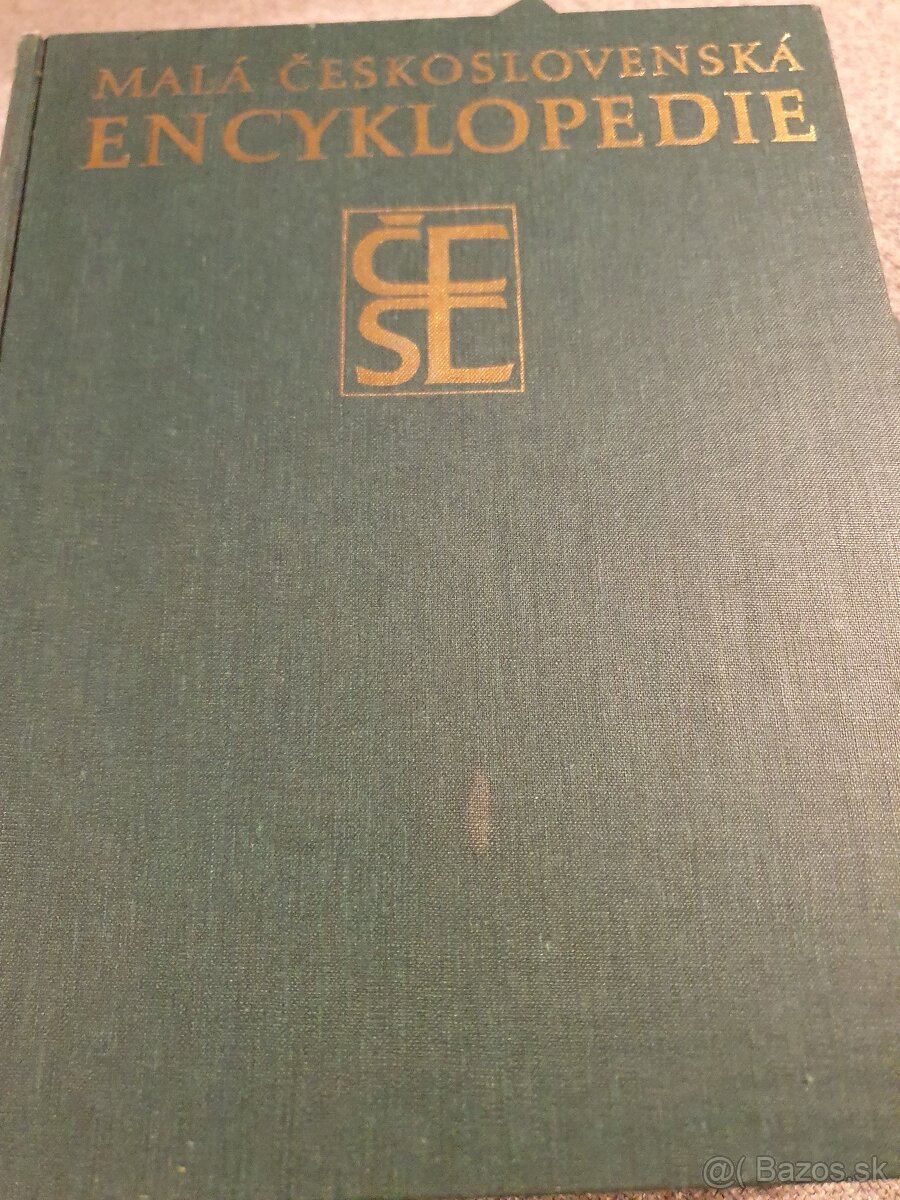 MALÁ ČESKOSLOVENSKÁ
ENCYKLOPEDIE
ČE
SE
@( Bazos.sk